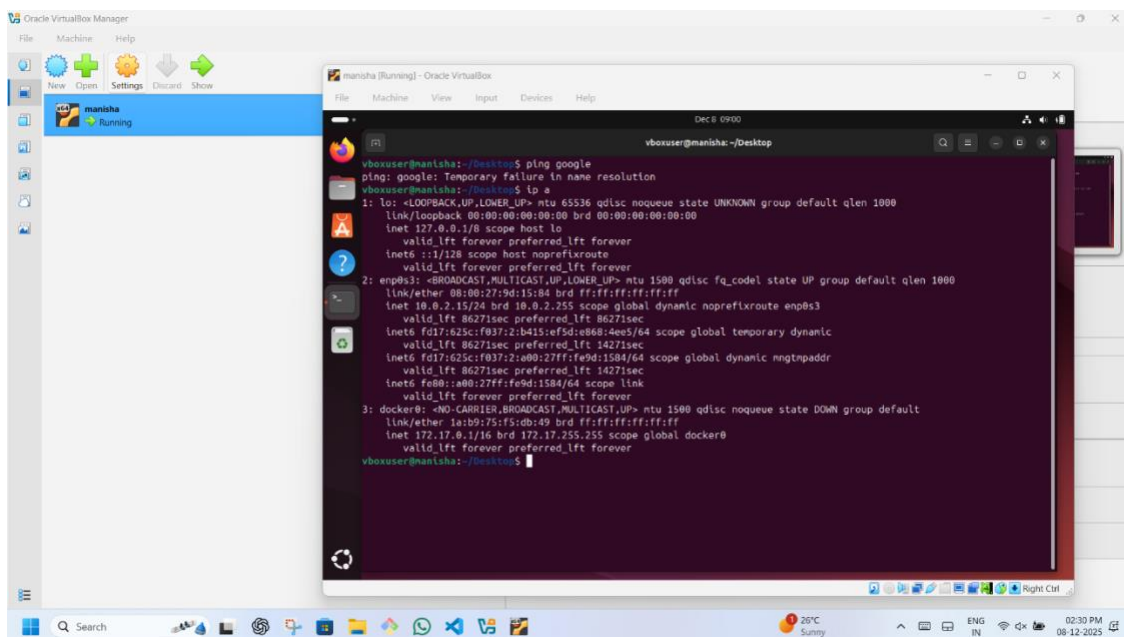 Oracle VirtualBox Manager
File Machine Help
New Open Settings Discard Show
manisha
Running
manisha [Running] - Oracle VirtualBox
File Machine View Input Devices Help
Dec 8 09:00
vboxuser@manisha: ~/Desktop
vboxuser@manisha:~/Desktop$ ping google
ping: google: Temporary failure in name resolution
vboxuser@manisha:~/Desktop$ ip a
1: lo: <LOOPBACK,UP,LOWER_UP> mtu 65536 qdisc noqueue state UNKNOWN group default qlen 1000
link/loopback 00:00:00:00:00:00 brd 00:00:00:00:00:00
inet 127.0.0.1/8 scope host lo
valid_lft forever preferred_lft forever
inet6 ::1/128 scope host noprefixroute
valid_lft forever preferred_lft forever
2: enp0s3: <BROADCAST,MULTICAST,UP,LOWER_UP> mtu 1500 qdisc fq_codel state UP group default qlen 1000
link/ether 08:00:27:9d:15:84 brd ff:ff:ff:ff:ff:ff
inet 10.0.2.15/24 brd 10.0.2.255 scope global dynamic noprefixroute enp0s3
valid_lft 86271sec preferred_lft 86271sec
inet6 fd17:625c:f037:2:b415:ef5d:e868:4ee5/64 scope global temporary dynamic
valid_lft 86271sec preferred_lft 14271sec
inet6 fd17:625c:f037:2:a00:27ff:fe9d:1584/64 scope global dynamic mngtmpaddr
valid_lft 86271sec preferred_lft 14271sec
inet6 fe80::a00:27ff:fe9d:1584/64 scope link
valid_lft forever preferred_lft forever
3: docker0: <NO-CARRIER,BROADCAST,MULTICAST,UP> mtu 1500 qdisc noqueue state DOWN group default
link/ether 1a:b9:75:f5:db:49 brd ff:ff:ff:ff:ff:ff
inet 172.17.0.1/16 brd 172.17.255.255 scope global docker0
valid_lft forever preferred_lft forever
vboxuser@manisha:~/Desktop$
Right Ctrl
Search
26°C
Sunny
ENG
IN
02:30 PM
08-12-2025